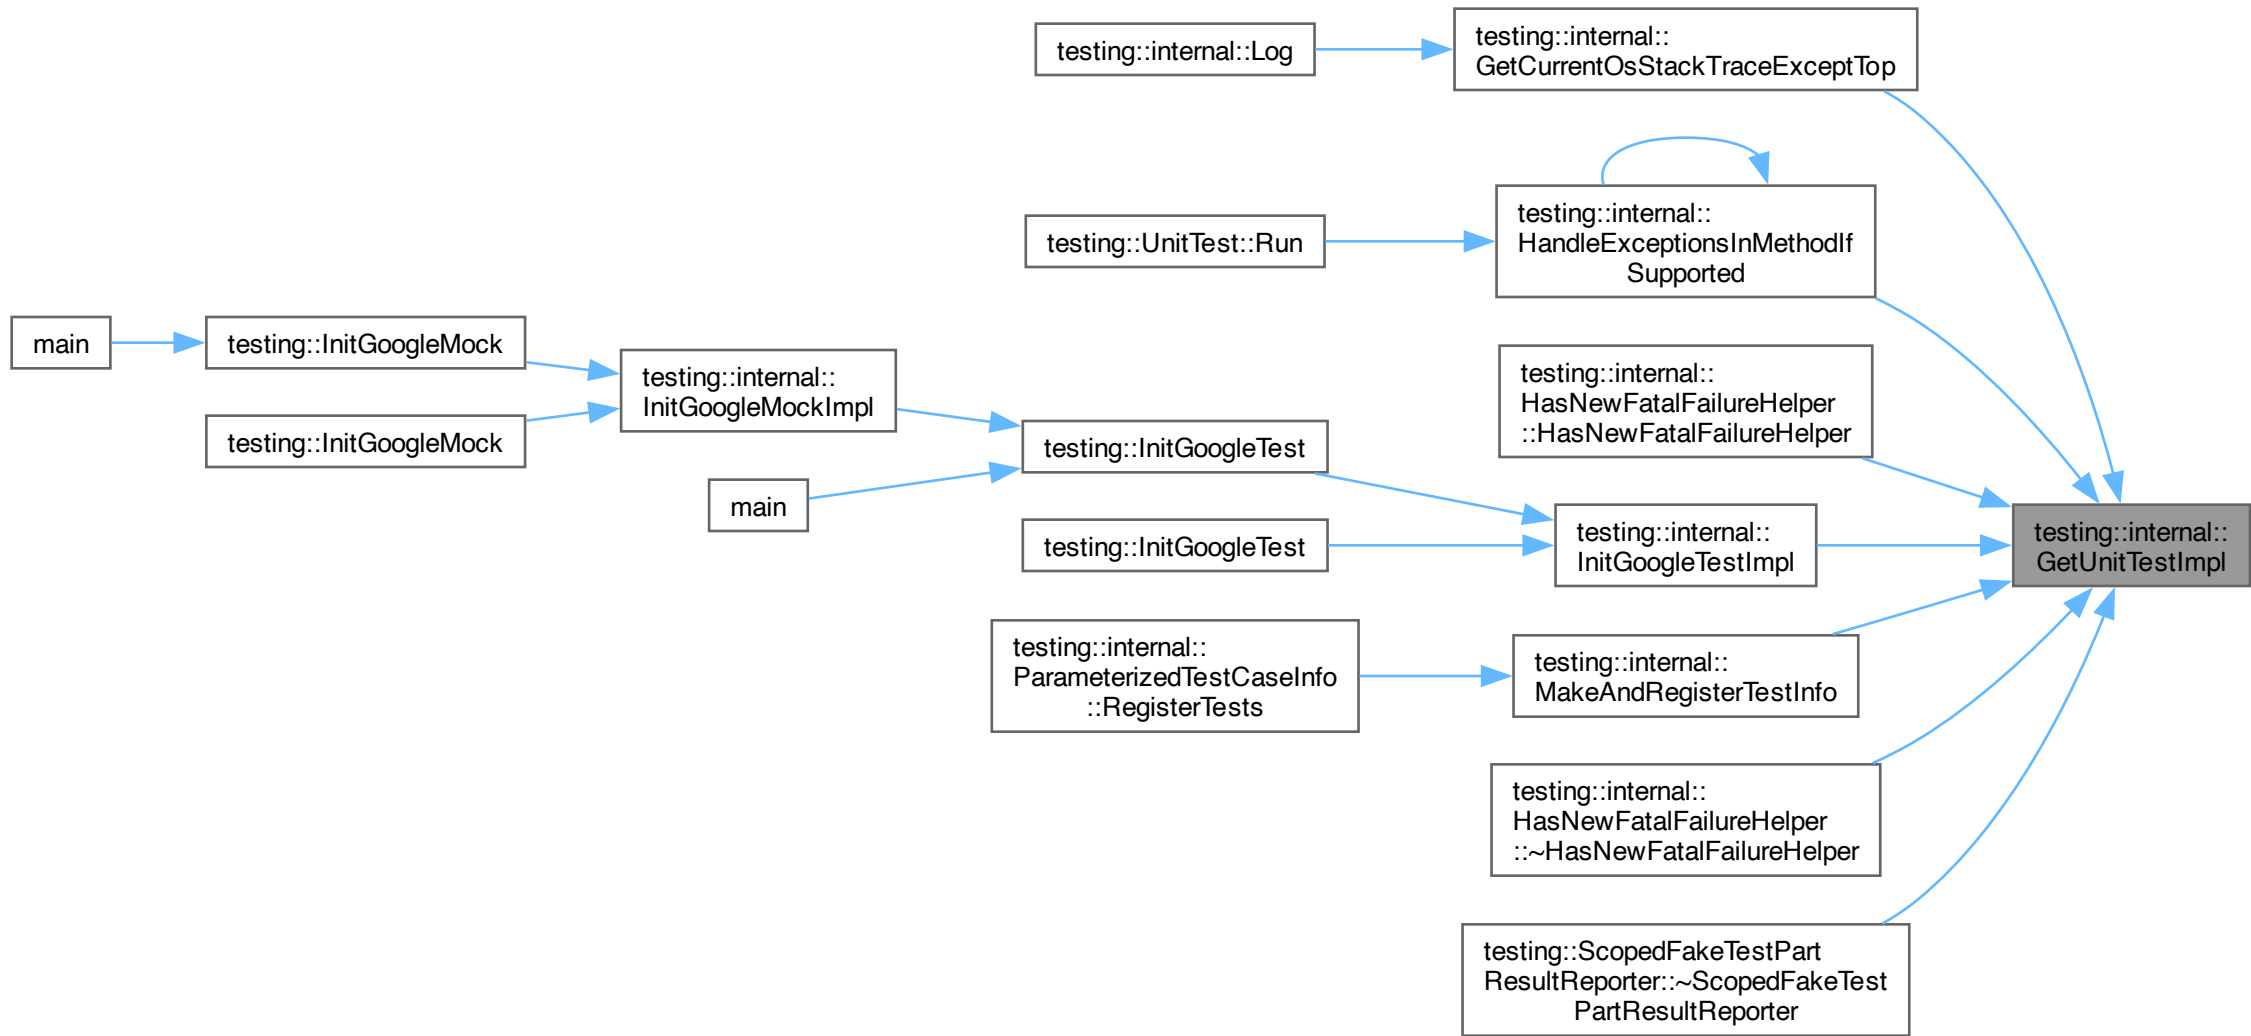 testing::internal::Log
testing::internal::
GetCurrentOsStackTraceExceptTop
testing::UnitTest::Run
testing::internal::
HandleExceptionsInMethodIf
Supported
main
testing::InitGoogleMock
testing::InitGoogleMock
testing::internal::
InitGoogleMockImpl
testing::internal::
HasNewFatalFailureHelper
::HasNewFatalFailureHelper
testing::InitGoogleTest
main
testing::InitGoogleTest
testing::internal::
InitGoogleTestImpl
testing::internal::
GetUnitTestImpl
testing::internal::
ParameterizedTestCaseInfo
::RegisterTests
testing::internal::
MakeAndRegisterTestInfo
testing::internal::
HasNewFatalFailureHelper
::~HasNewFatalFailureHelper
testing::ScopedFakeTestPart
ResultReporter::~ScopedFakeTest
PartResultReporter